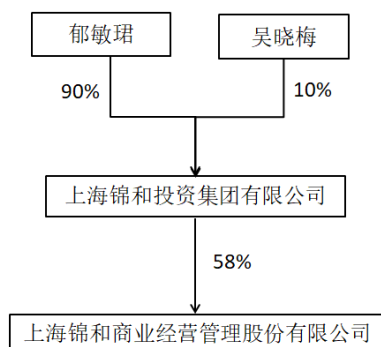 郁敏珺
吴晓梅
90%
10%
上海锦和投资集团有限公司
58%
上海锦和商业经营管理股份有限公司